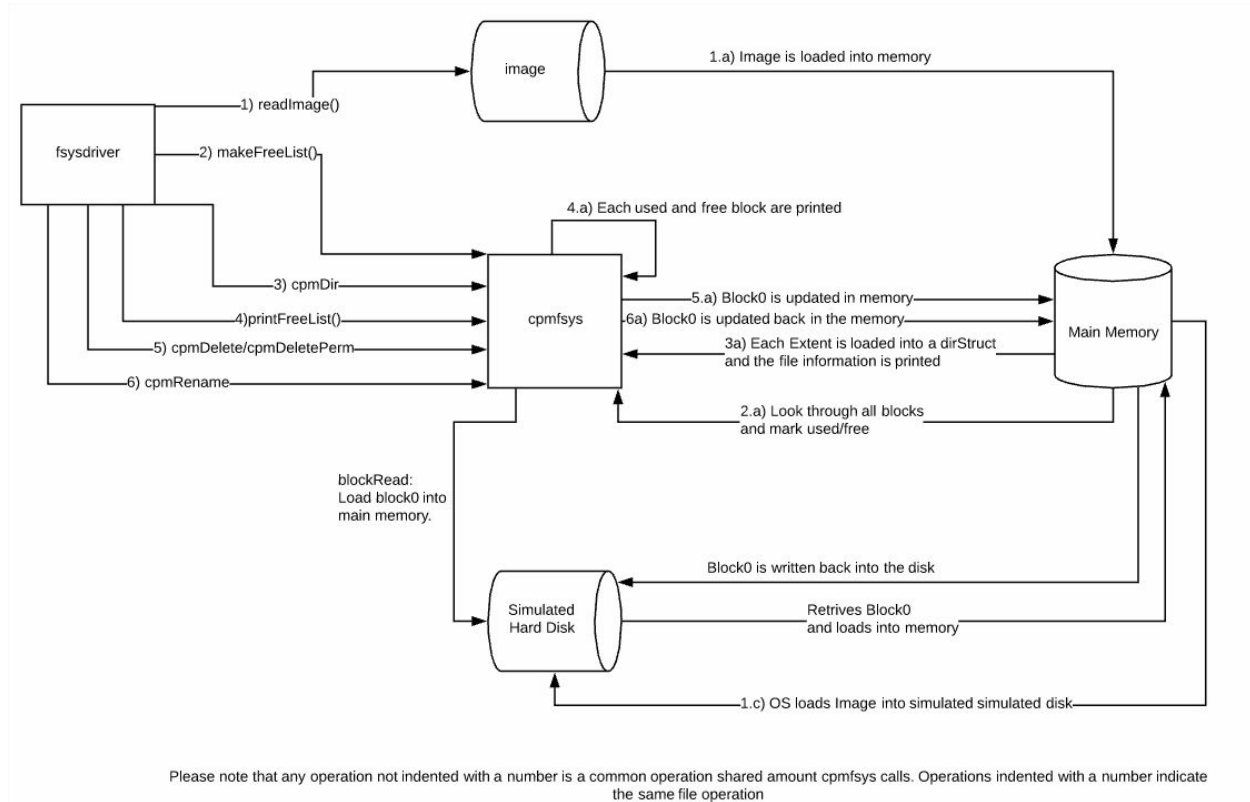 image
1.a) Image is loaded into memory
1) readImage()
fsysdriver
2) makeFreeList()
4.a) Each used and free block are printed
3) cpmDir
5.a) Block0 is updated in memory
4)printFreeList()
cpmfsys
6a) Block0 is updated back in the memory
Main Memory
5) cpmDelete/cpmDeletePerm
3a) Each Extent is loaded into a dirStruct
and the file information is printed
6) cpmRename
2.a) Look through all blocks
and mark used/free
blockRead:
Load block0 into
main memory.
Block0 is written back into the disk
Simulated
Hard Disk
Retrives Block0
and loads into memory
1.c) OS loads Image into simulated simulated disk
Please note that any operation not indented with a number is a common operation shared amount cpmfsys calls. Operations indented with a number indicate
the same file operation